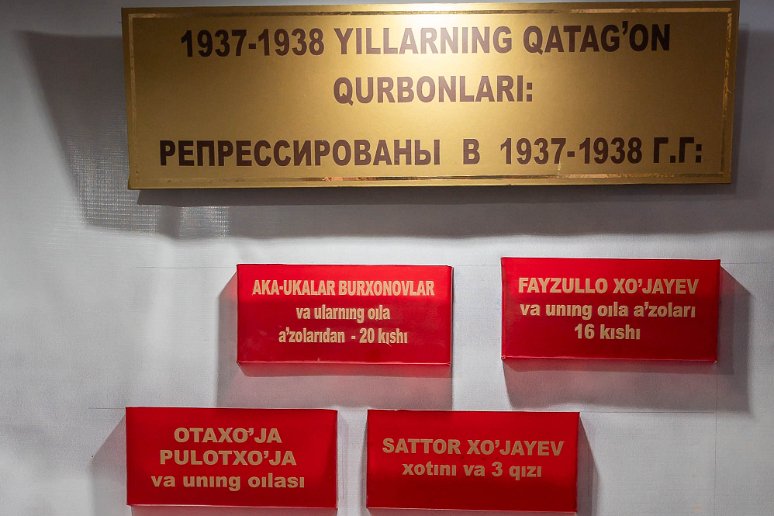 1937-1938 YILLARNING QATAG'ON
QURBONLARI:
РЕПРЕССИРОВАНЫ В 1937-1938 Г.Г:
AKA-UKALAR BURXONOVLAR
va ularnıng oıla
a'zolarıdan - 20 kıshı
FAYZULLO XO'JAYEV
va unıng oıla a'zoları
16 kıshı
OTAXO'JA
PULOTXO'JA
va unıng oılası
SATTOR XO'JAYEV
xotını va 3 qızı